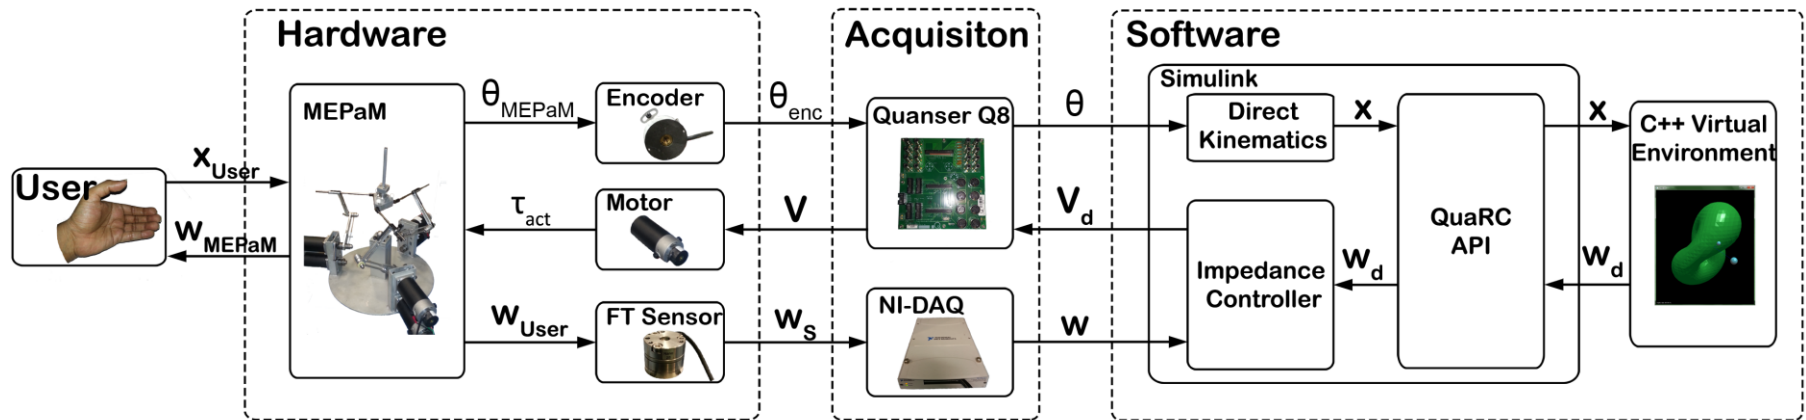 Hardware
Acquisiton
Software
Simulink
MEPaM
θMEPaM
Encoder
θenc
Quanser Q8
θ
Direct
Kinematics
x
QuaRC
API
x
C++ Virtual
Environment
User
xUser
wMEPaM
τact
Motor
V
Vd
Impedance
Controller
wd
wd
wUser
FT Sensor
wS
NI-DAQ
w